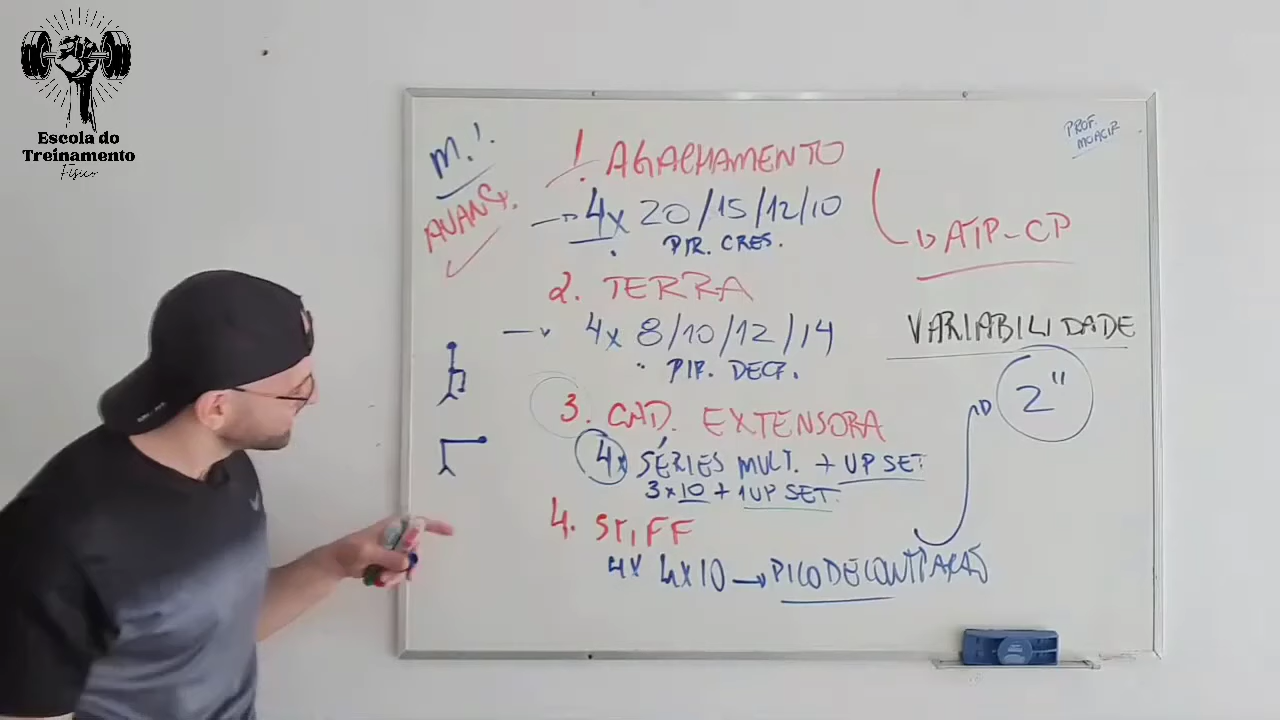 Escola do
Treinamento
Físico
PROF.
MOACIR
M.I.
AVANÇ.
1. AGACHAMENTO
4x 20/15/12/10
PIR. CRES.
ATP-CP
2. TERRA
4x 8/10/12/14
PIR. DECR.
VARIABILIDADE
2"
3. CAD. EXTENSORA
4x SÉRIES MULT. + UP SET
3x10 + 1UP SET
4. STIFF
4x 4x10 → PICO DE CONTRAÇÃO